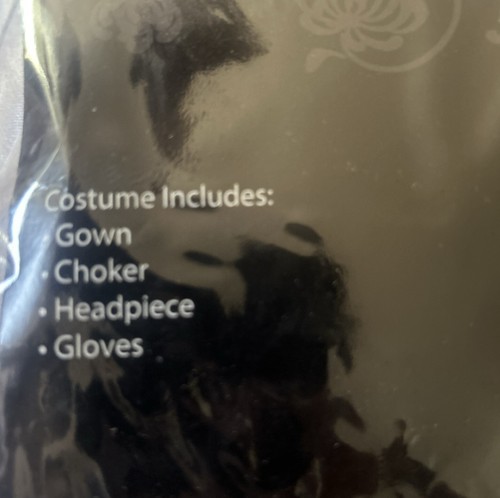 Costume Includes:
• Gown
• Choker
• Headpiece
• Gloves